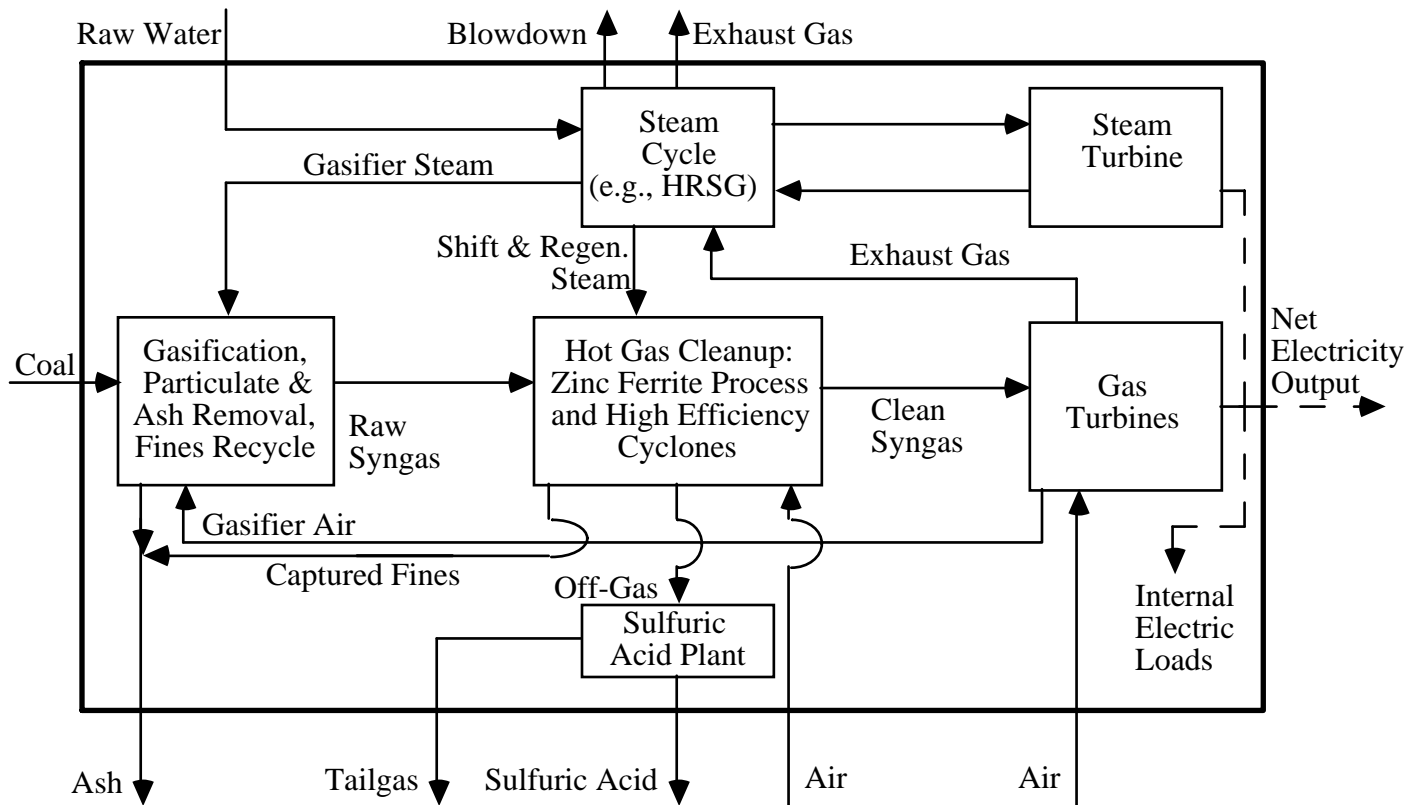 Raw Water
Blowdown
Exhaust Gas
Steam
Cycle
(e.g., HRSG)
Steam
Turbine
Gasifier Steam
Shift & Regen.
Steam
Exhaust Gas
Coal
Gasification,
Particulate &
Ash Removal,
Fines Recycle
Raw
Syngas
Hot Gas Cleanup:
Zinc Ferrite Process
and High Efficiency
Cyclones
Clean
Syngas
Gas
Turbines
Net
Electricity
Output
Gasifier Air
Captured Fines
Off-Gas
Sulfuric
Acid Plant
Internal
Electric
Loads
Ash
Tailgas
Sulfuric Acid
Air
Air